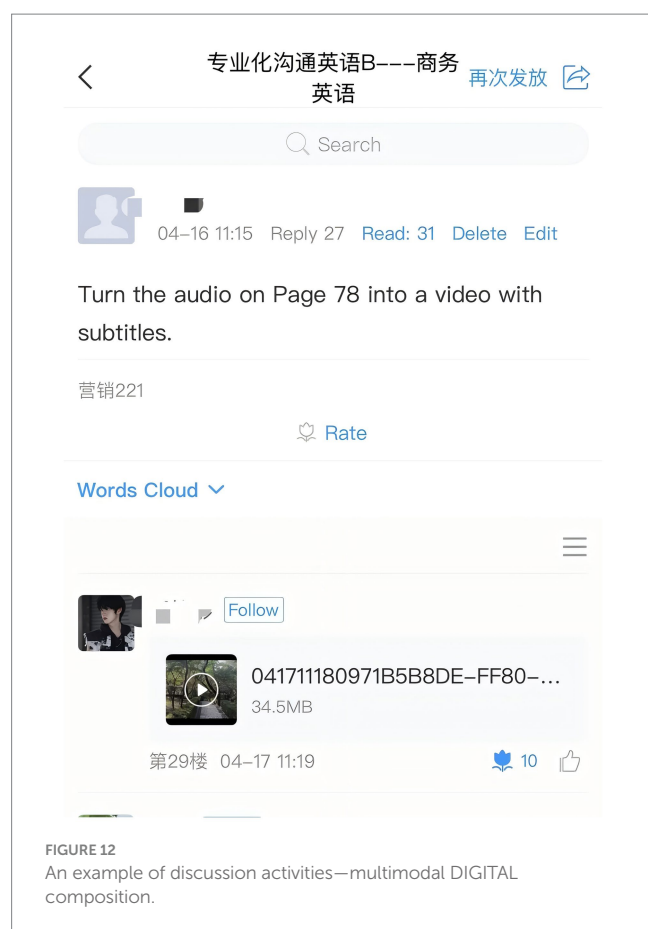 专业化沟通英语B---商务
英语
再次发放
Search
04-16 11:15 Reply 27 Read: 31 Delete Edit
Turn the audio on Page 78 into a video with
subtitles.
营销221
Rate
Words Cloud
Follow
041711180971B5B8DE-FF80-...
34.5MB
第29楼 04-17 11:19
10
FIGURE 12
An example of discussion activities—multimodal DIGITAL
composition.